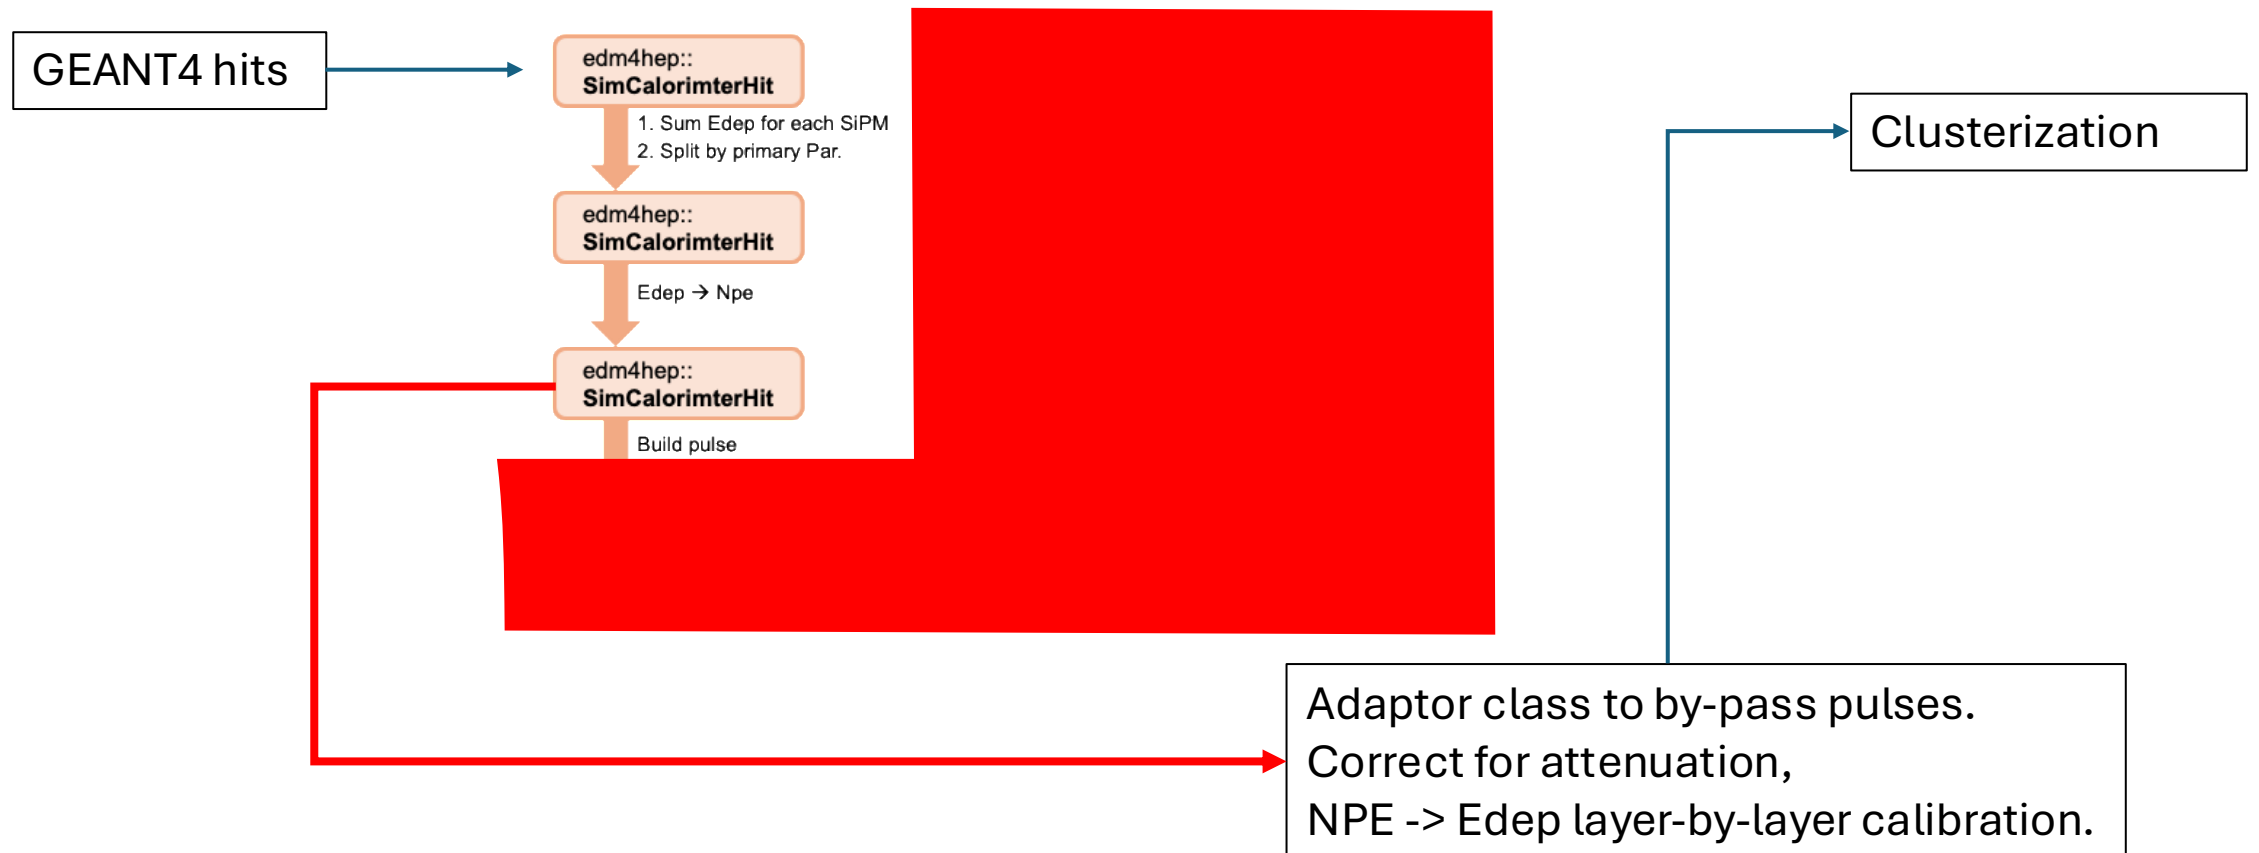 GEANT4 hits
edm4hep::
SimCalorimterHit
1. Sum Edep for each SiPM
2. Split by primary Par.
edm4hep::
SimCalorimterHit
Edep → Npe
edm4hep::
SimCalorimterHit
Build pulse
Clusterization
Adaptor class to by-pass pulses.
Correct for attenuation,
NPE -> Edep layer-by-layer calibration.